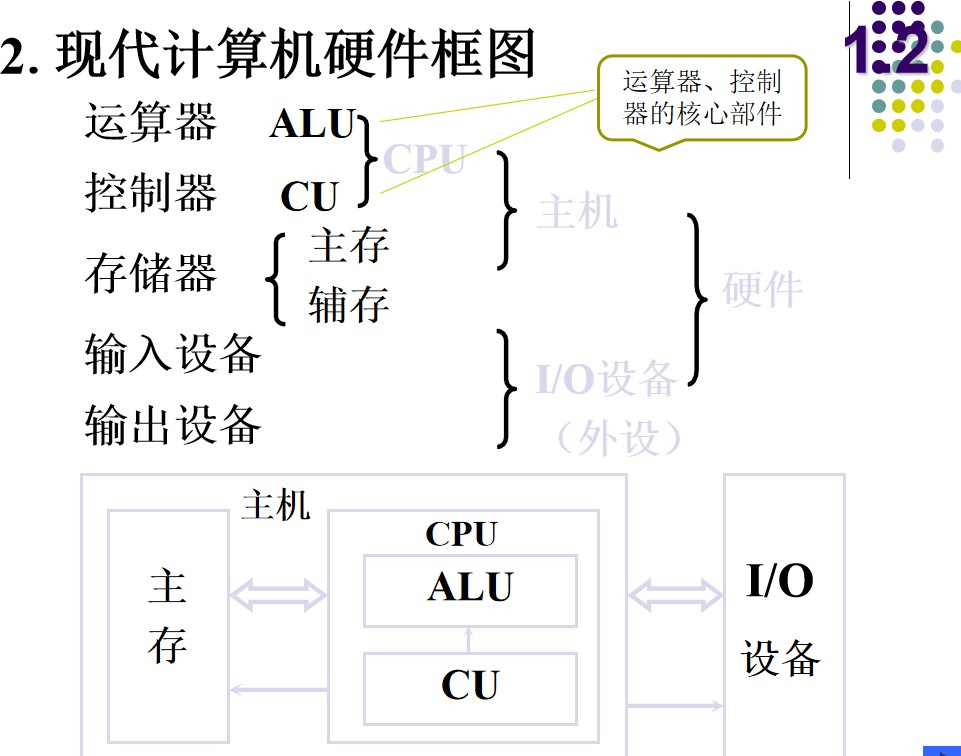 1.2
2. 现代计算机硬件框图
运算器、控制
器的核心部件
运算器 ALU
CPU
控制器 CU
主机
存储器 主存
辅存
硬件
输入设备
I/O设备
（外设）
输出设备
主机
CPU
ALU
CU
主
存
I/O
设备